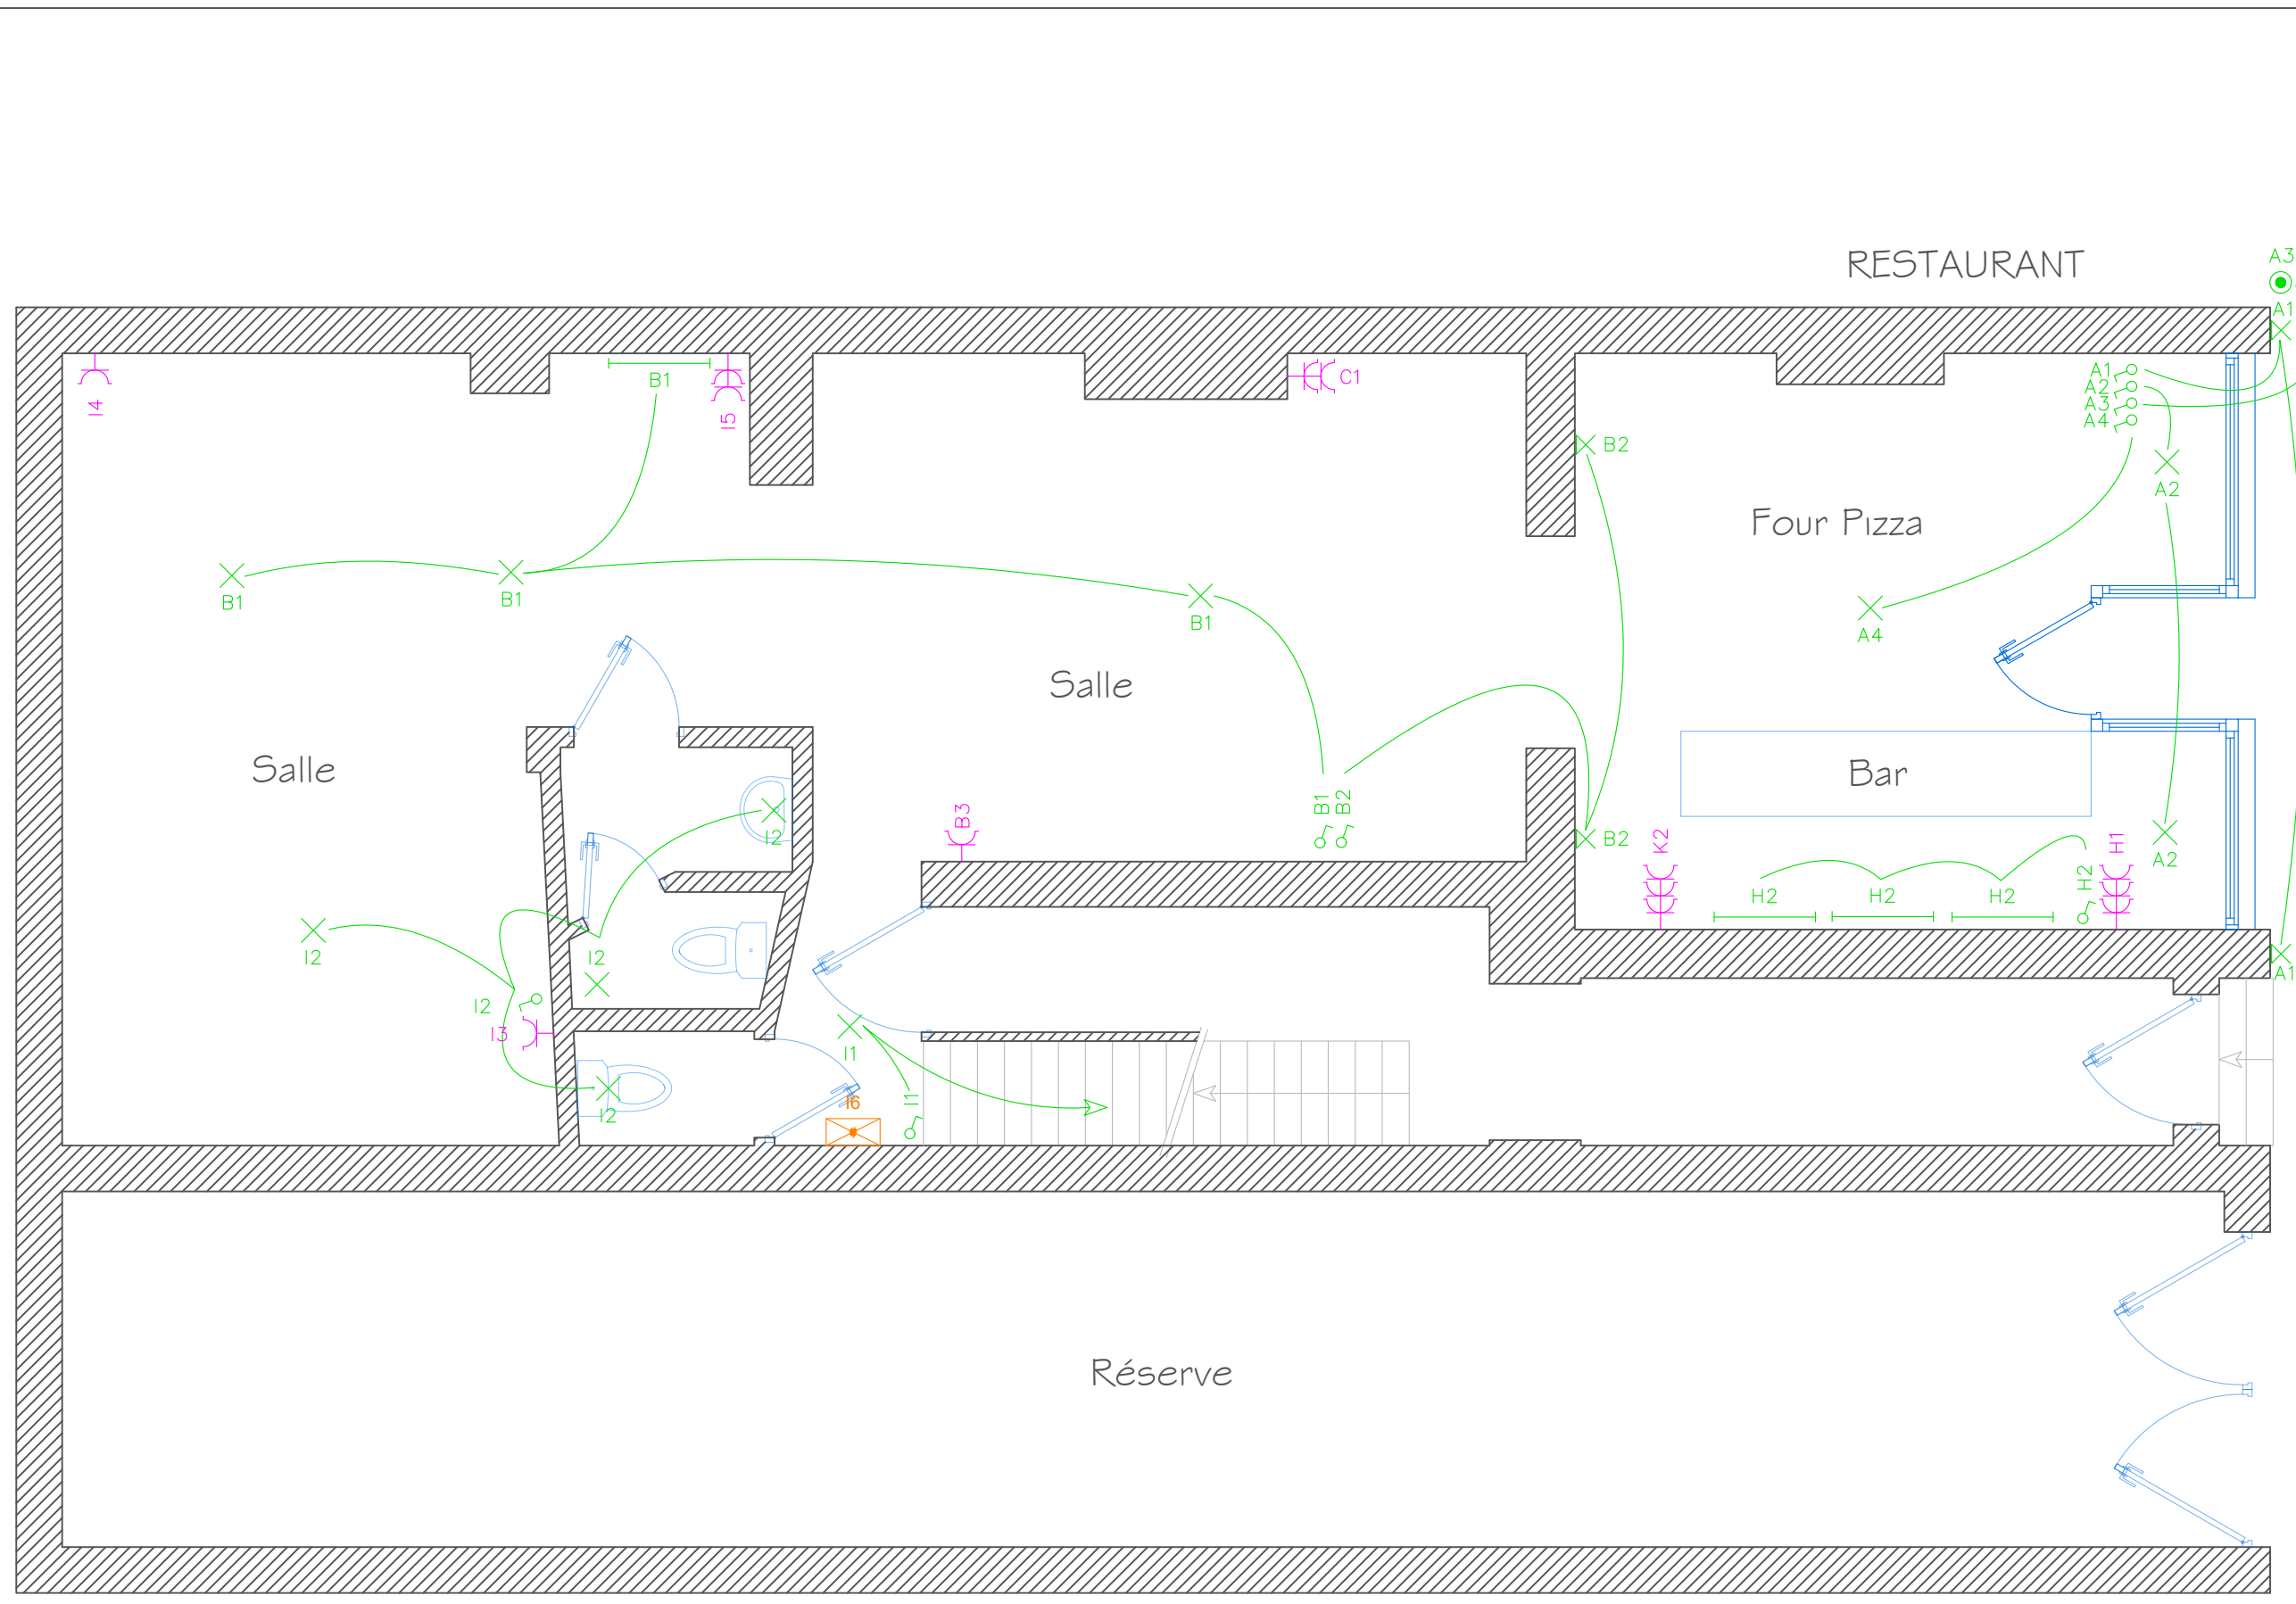 RESTAURANT
A3
A1
I4
B1
I5
C1
A1
A2
A3
A4
B2
A2
Four Pizza
B1
B1
B1
A4
Salle
Salle
Bar
B1
B2
B3
I2
B2
K2
H1
A2
H2
H2
H2
H2
I2
I2
A1
I2
I3
I1
I2
I6
I1
Réserve